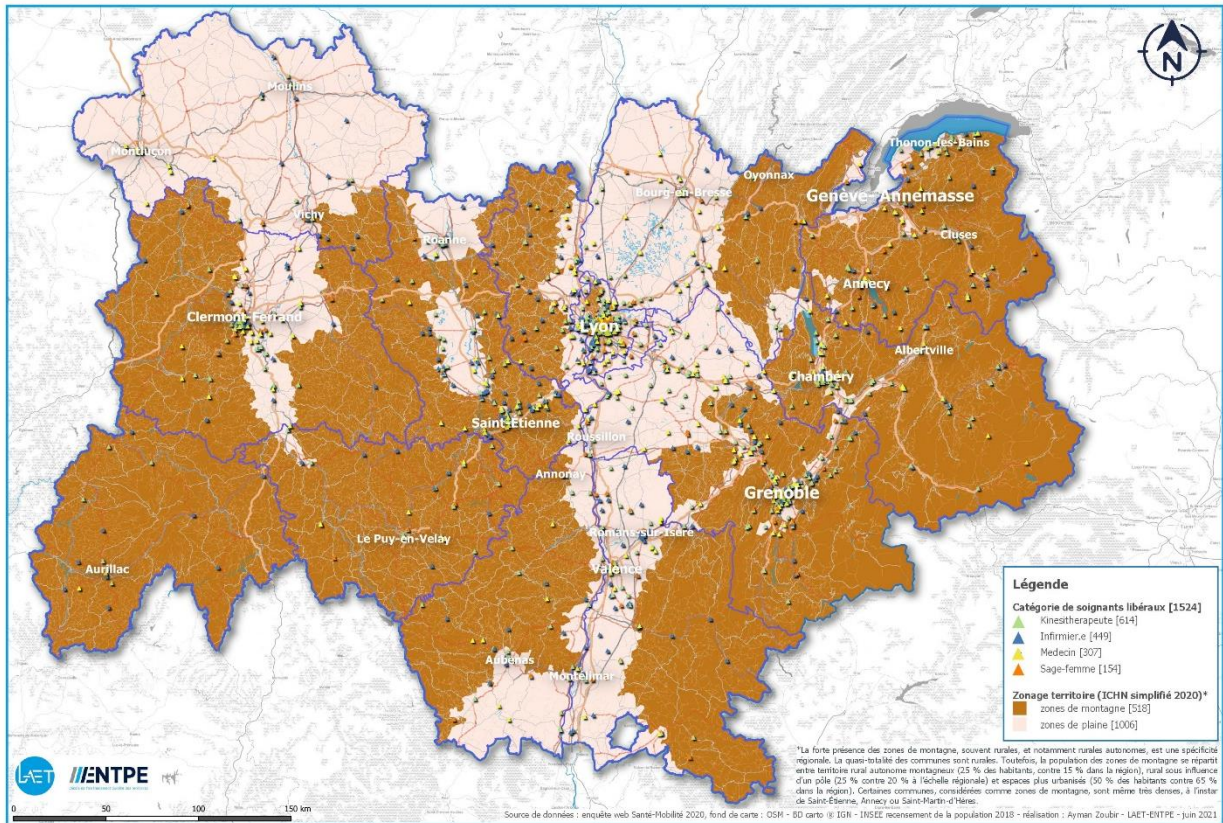 N
Moulins
Montluçon
Thonon-les-Bains
Oyonnax
Bourg-en-Bresse
Genève-Annemasse
Vichy
Roanne
Cluses
Annecy
Clermont-Ferrand
Lyon
Albertville
Chambéry
Saint-Etienne
Roussillon
Annonay
Grenoble
Romans-sur-Isère
Le Puy-en-Velay
Aurillac
Valence
Aubenas
Montélimar
Légende
Catégorie de soignants libéraux [1524]
Kinesitherapeute [614]
Infirmier.e [449]
Medecin [307]
Sage-femme [154]
Zonage territoire (ICHN simplifié 2020)*
zones de montagne [518]
zones de plaine [1006]
*La forte présence des zones de montagne, souvent rurales, et notamment rurales autonomes, est une spécificité
régionale. La quasi-totalité des communes sont rurales. Toutefois, la population des zones de montagne se répartit
entre territoire rural autonome montagneux (25 % des habitants, contre 15 % dans la région), rural sous influence
d'un pôle (25 % contre 20 % à l'échelle régionale) et espaces plus urbanisés (50 % des habitants contre 65 %
dans la région). Certaines communes, considérées comme zones de montagne, sont même très denses, à l'instar
de Saint-Étienne, Annecy ou Saint-Martin-d'Hères.
LAET
ENTPE
0 50 100 150 km
Source de données : enquête web Santé-Mobilité 2020, fond de carte : OSM - BD carto ® IGN - INSEE recensement de la population 2018 - réalisation : Ayman Zoubir - LAET-ENTPE - juin 2021